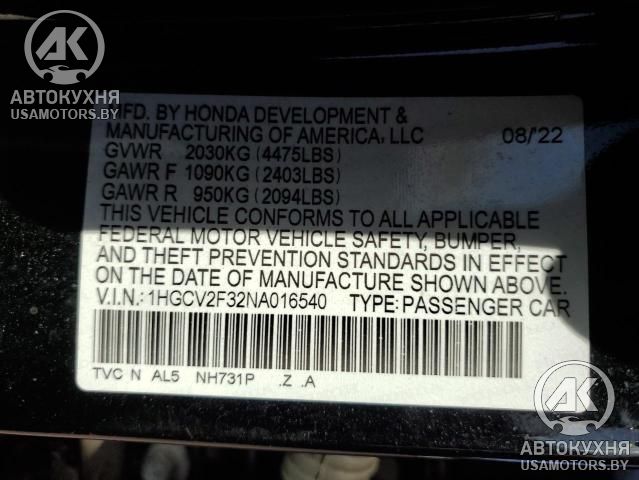 AK
АВТОКУХНЯ
USAMOTORS.BY
MFD. BY HONDA DEVELOPMENT &
MANUFACTURING OF AMERICA, LLC 08/'22
GVWR 2030KG (4475LBS)
GAWR F 1090KG (2403LBS)
GAWR R 950KG (2094LBS)
THIS VEHICLE CONFORMS TO ALL APPLICABLE
FEDERAL MOTOR VEHICLE SAFETY, BUMPER,
AND THEFT PREVENTION STANDARDS IN EFFECT
ON THE DATE OF MANUFACTURE SHOWN ABOVE.
V.I.N.: 1HGCV2F32NA016540 TYPE: PASSENGER CAR
TVC N AL5 NH731P .Z .A
AK
АВТОКУХНЯ
USAMOTORS.BY